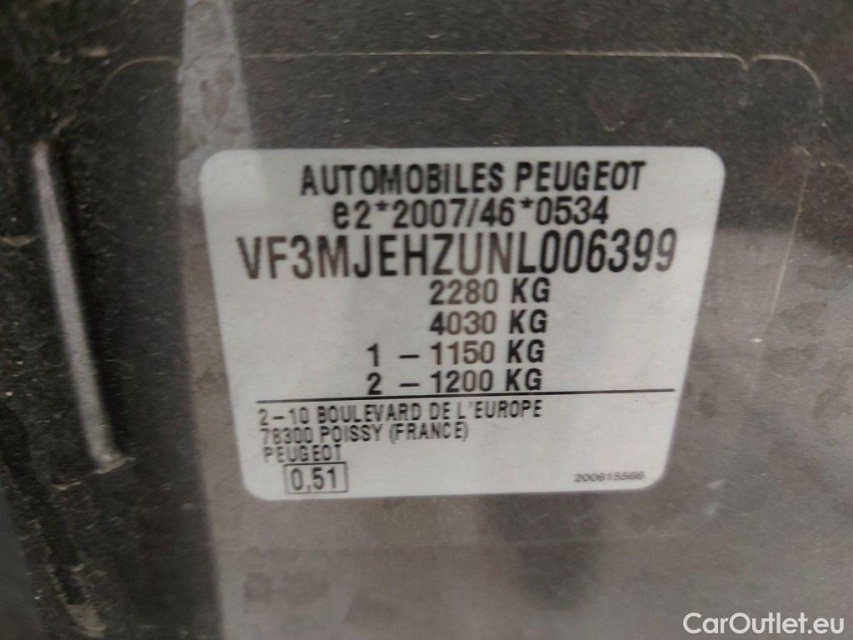 AUTOMOBILES PEUGEOT
e2*2007/46*0534
VF3MJEHZUNL006399
2280 KG
4030 KG
1 - 1150 KG
2 - 1200 KG
2-10 BOULEVARD DE L'EUROPE
78300 POISSY (FRANCE)
PEUGEOT
0,51
200615566
CarOutlet.eu